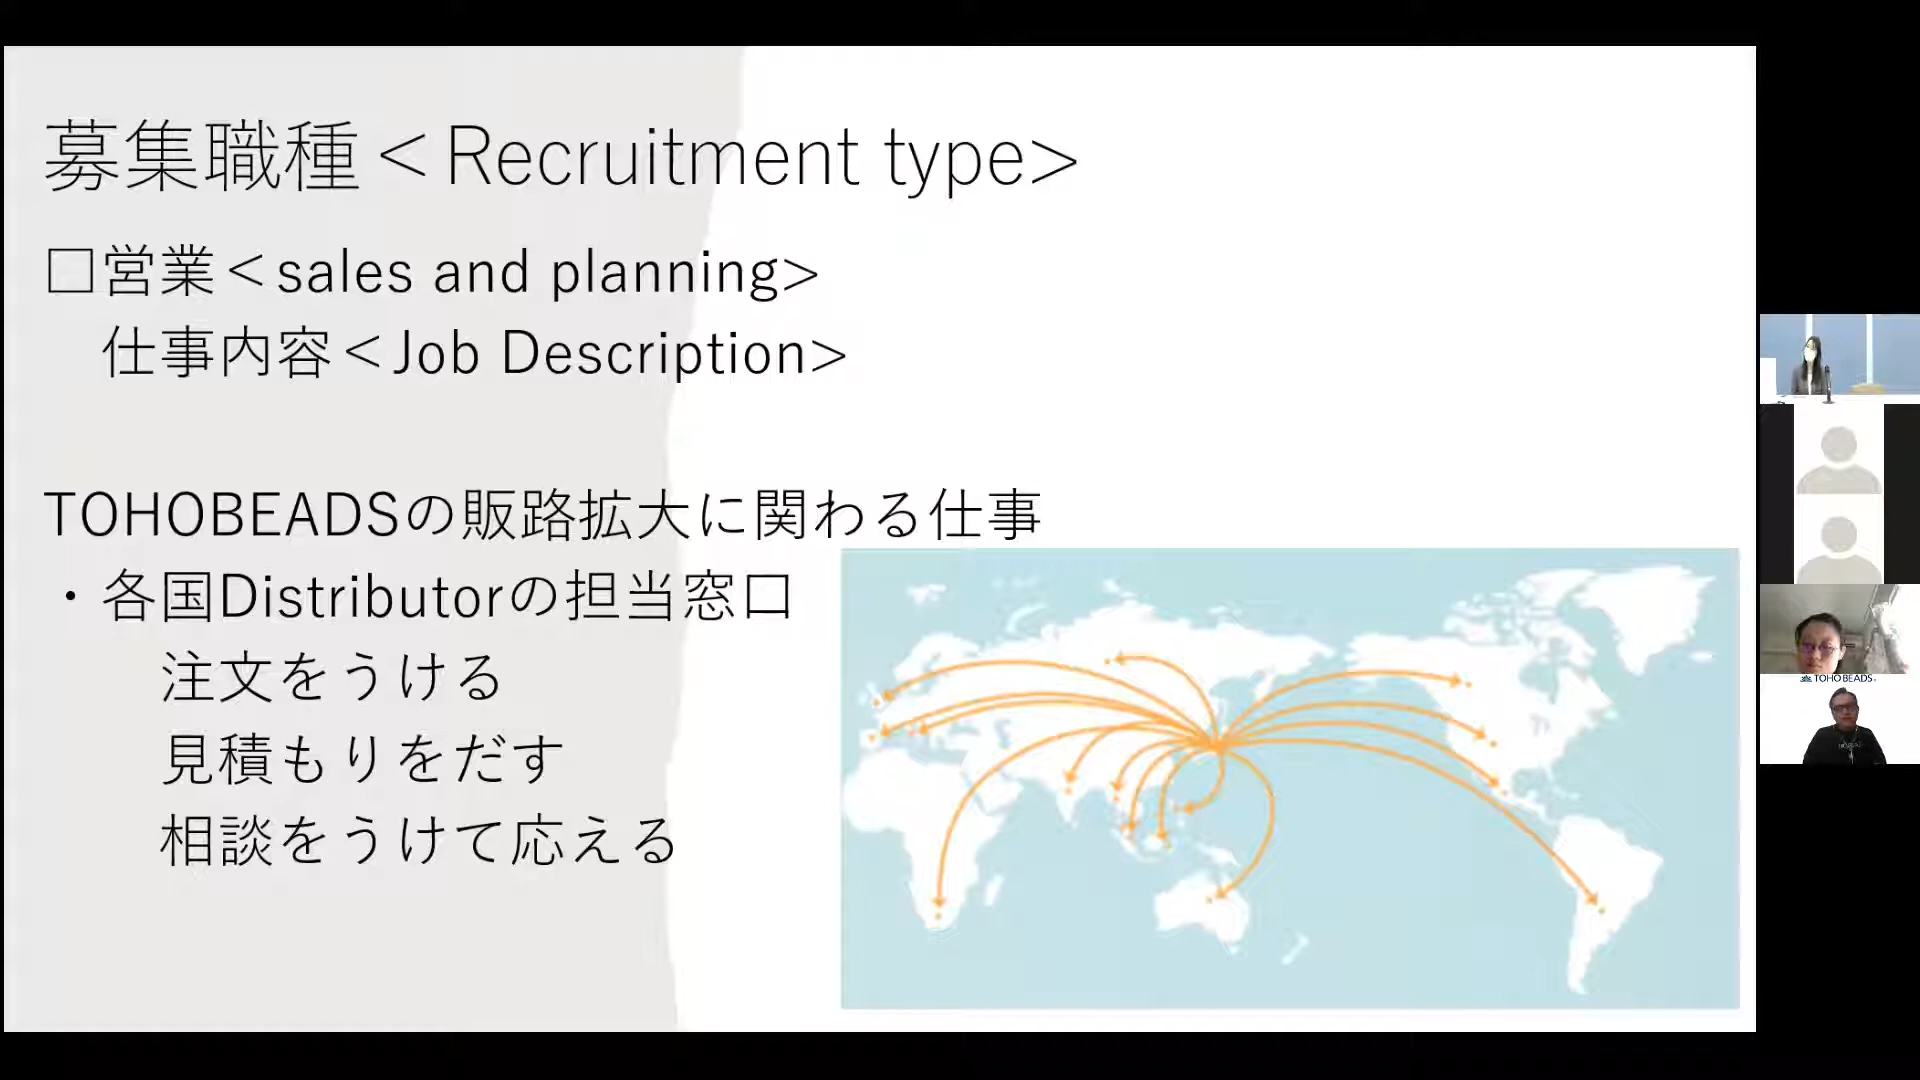 募集職種＜Recruitment type>
□営業＜sales and planning>
仕事内容＜Job Description>
TOHOBEADSの販路拡大に関わる仕事
・各国Distributorの担当窓口
注文をうける
見積もりをだす
相談をうけて応える
TOHO BEADS